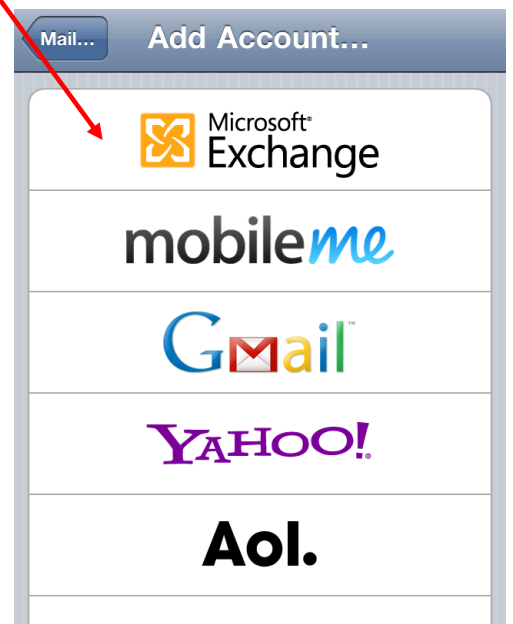 Mail... Add Account...
Microsoft®
Exchange
mobileme
Gmail™
YAHOO!®
Aol.